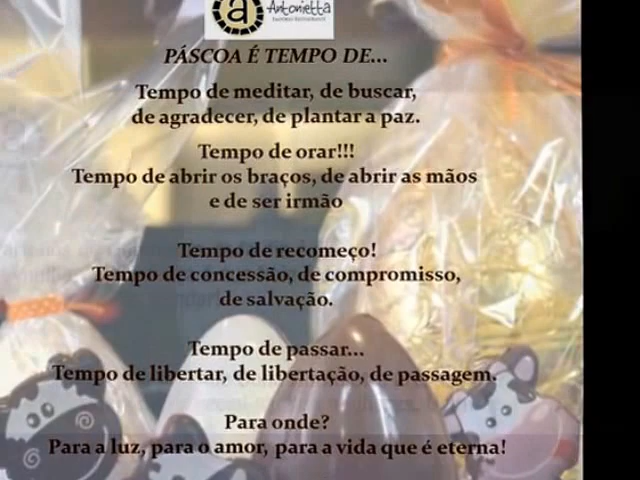 a
Antonietta
PÁSCOA É TEMPO DE...
Tempo de meditar, de buscar,
de agradecer, de plantar a paz.
Tempo de orar!!!
Tempo de abrir os braços, de abrir as mãos
e de ser irmão
Tempo de recomeço!
Tempo de concessão, de compromisso,
de salvação.
Tempo de passar...
Tempo de libertar, de libertação, de passagem.
Para onde?
Para a luz, para o amor, para a vida que é eterna!